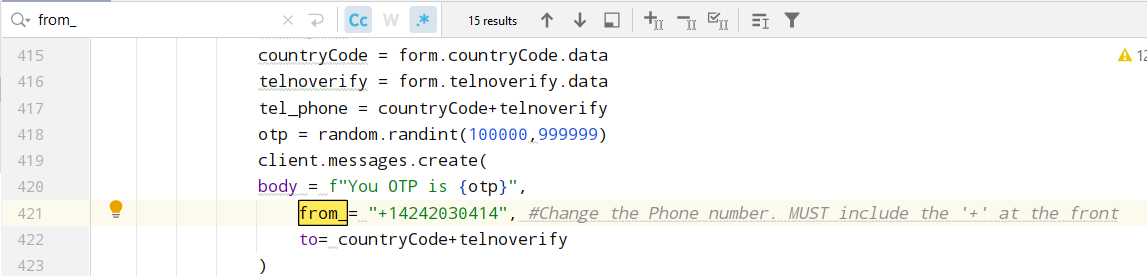 from_ Cc W .* 15 results
415 countryCode = form.countryCode.data 12
416 telnoverify = form.telnoverify.data
417 tel_phone = countryCode+telnoverify
418 otp = random.randint(100000,999999)
419 client.messages.create(
420 body = f"You OTP is {otp}",
421 from_= "+14242030414", #Change the Phone number. MUST include the '+' at the front
422 to= countryCode+telnoverify
423 )